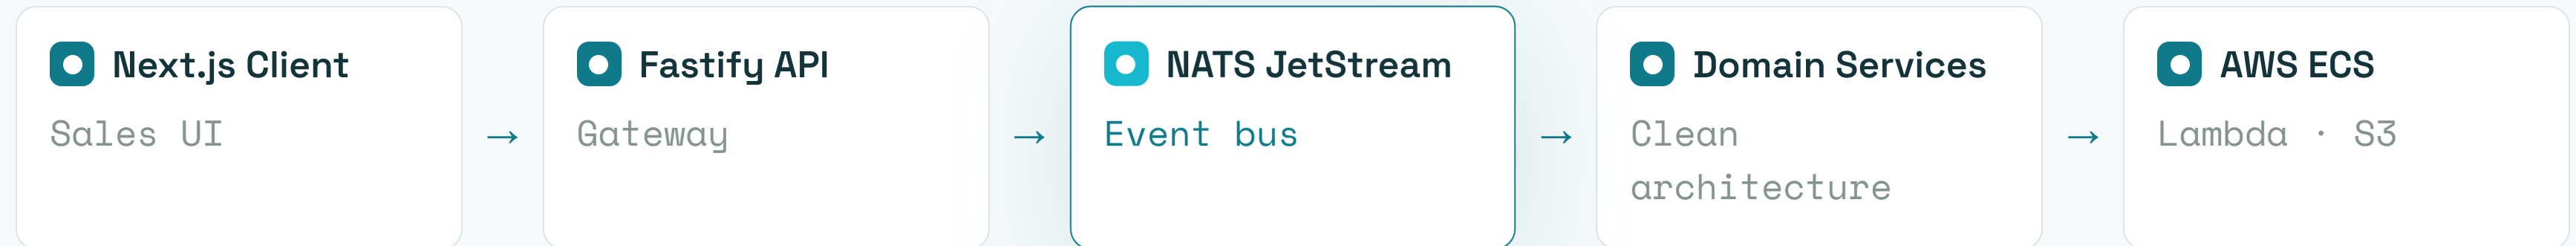 Next.js Client
Sales UI
→
Fastify API
Gateway
→
NATS JetStream
Event bus
→
Domain Services
Clean
architecture
→
AWS ECS
Lambda · S3